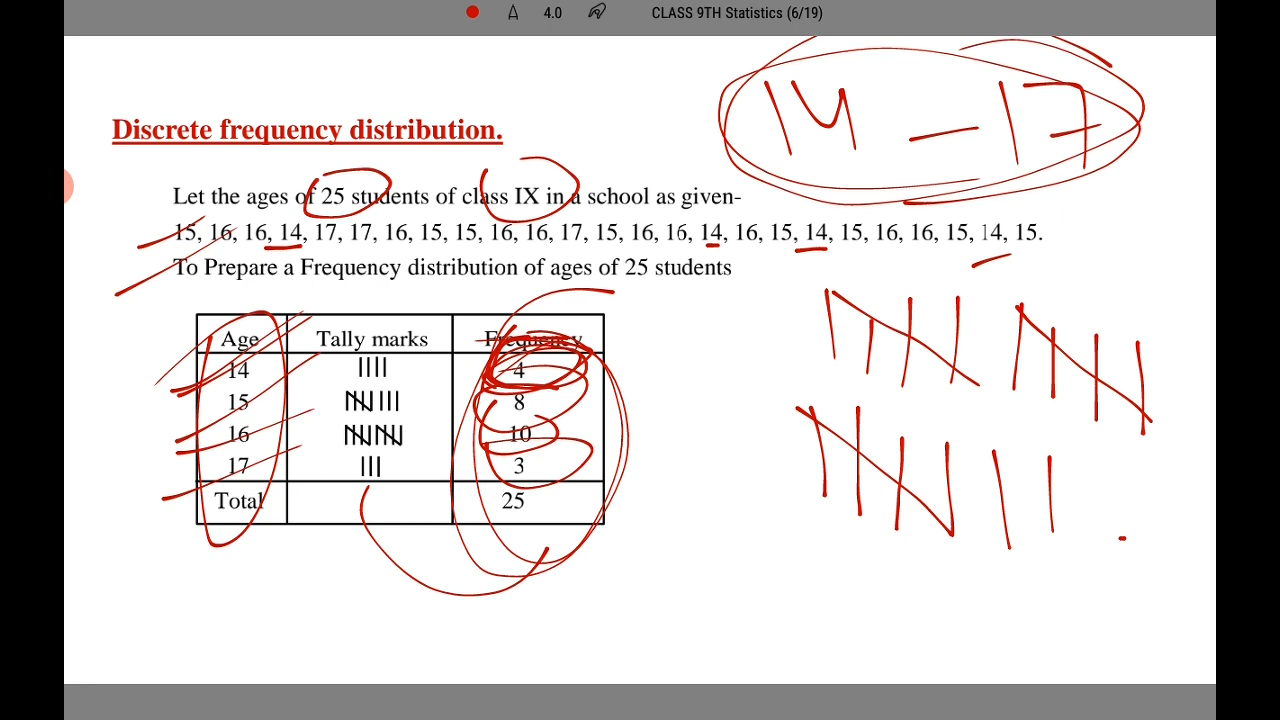 4.0 CLASS 9TH Statistics (6/19)
14 - 17
Discrete frequency distribution.
Let the ages of 25 students of class IX in a school as given-
15, 16, 16, 14, 17, 17, 16, 15, 15, 16, 16, 17, 15, 16, 16, 14, 16, 15, 14, 15, 16, 16, 15, 14, 15.
To Prepare a Frequency distribution of ages of 25 students
Age Tally marks Frequency
14 |||| 4
15 8
16 10
17 ||| 3
Total 25